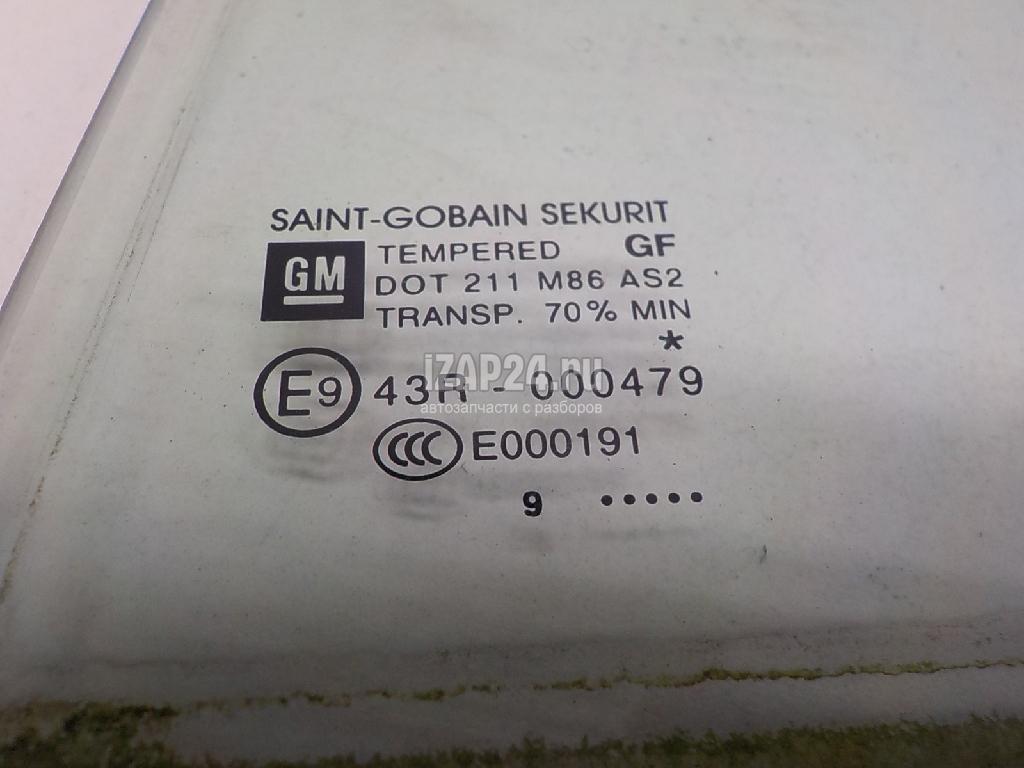 SAINT-GOBAIN SEKURIT
GM
TEMPERED GF
DOT 211 M86 AS2
TRANSP. 70% MIN
*
iZAP24.ru
E9 43R - 000479
автозапчасти с разборов
CCC E000191
9 •••••